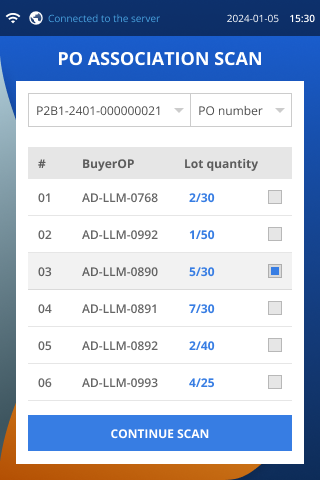 Connected to the server 2024-01-05 15:30
PO ASSOCIATION SCAN
P2B1-2401-000000021 PO number
# BuyerOP Lot quantity
01 AD-LLM-0768 2/30
02 AD-LLM-0992 1/50
03 AD-LLM-0890 5/30
04 AD-LLM-0891 7/30
05 AD-LLM-0892 2/40
06 AD-LLM-0993 4/25
CONTINUE SCAN